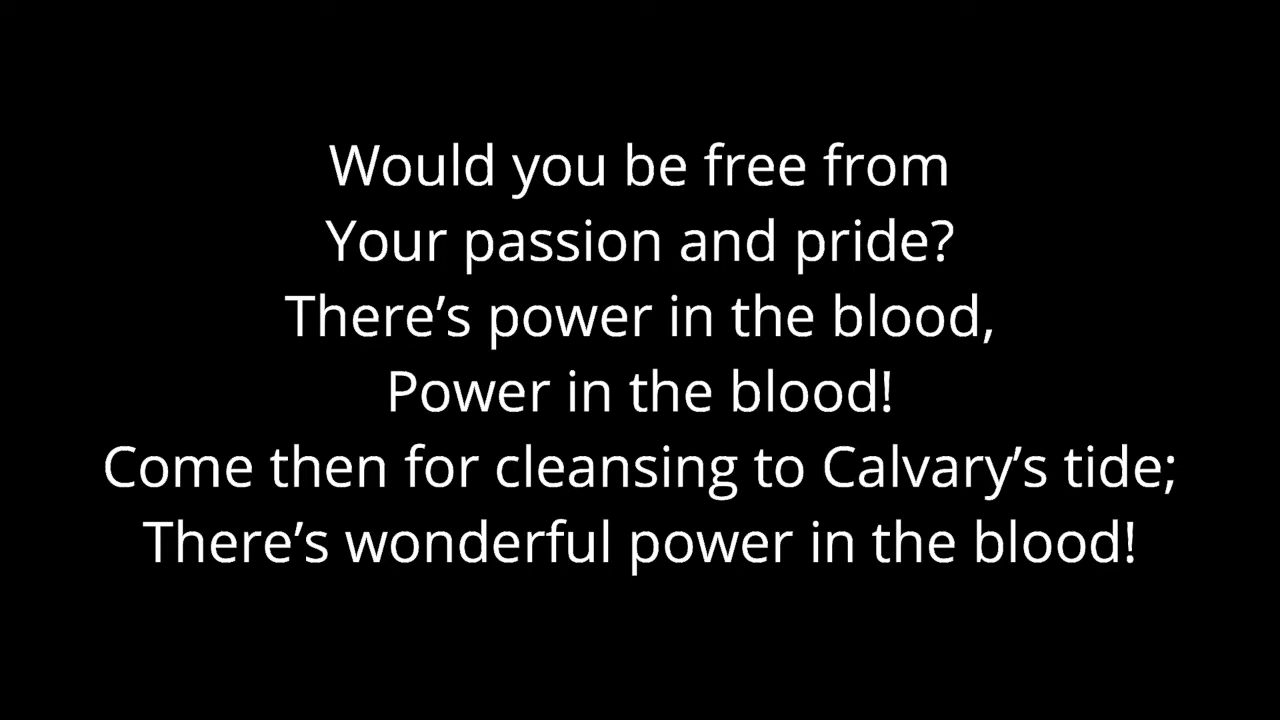 Would you be free from
Your passion and pride?
There’s power in the blood,
Power in the blood!
Come then for cleansing to Calvary’s tide;
There’s wonderful power in the blood!